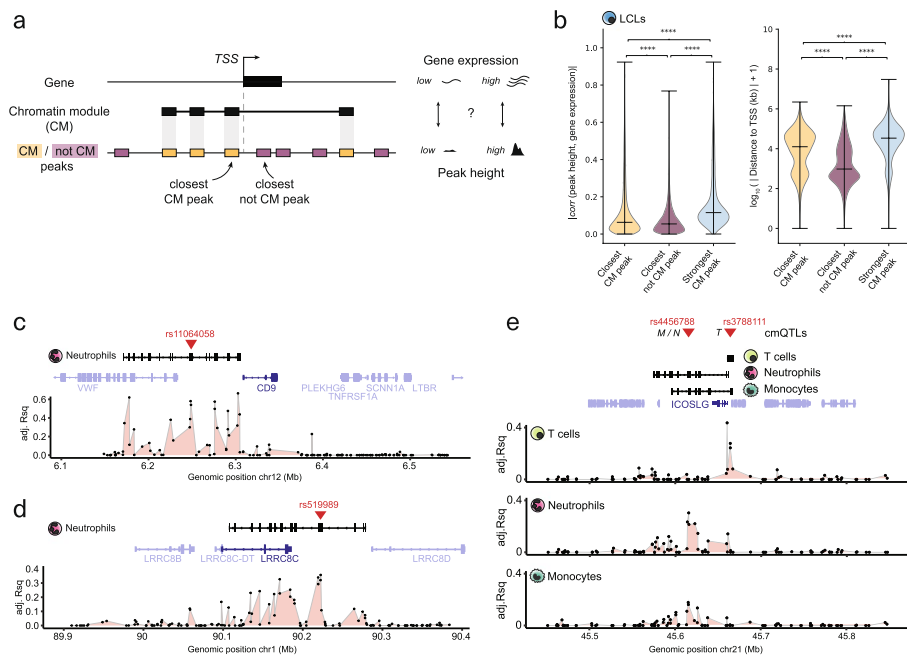 a
TSS
Gene
Chromatin module
(CM)
CM / not CM
peaks
closest
CM peak
closest
not CM peak
Gene expression
low
high
?
low
high
Peak height
b
LCLs
****
****
****
|corr (peak height, gene expression)|
1.0
0.8
0.6
0.4
0.2
0.0
Closest
CM peak
Closest
not CM peak
Strongest
CM peak
****
****
****
log10(| Distance to TSS (kb) | + 1)
10
8
6
4
2
0
Closest
CM peak
Closest
not CM peak
Strongest
CM peak
c
rs11064058
Neutrophils
VWF
CD9
PLEKHG6
TNFRSF1A
SCNN1A
LTBR
adj. Rsq
0.6
0.4
0.2
0.0
6.1
6.2
6.3
6.4
6.5
Genomic position chr12 (Mb)
d
rs519989
Neutrophils
LRRC8B
LRRC8C-DT
LRRC8C
LRRC8D
adj. Rsq
0.4
0.3
0.2
0.1
0.0
89.9
90
90.1
90.2
90.3
90.4
Genomic position chr1 (Mb)
e
rs4456788
rs3788111
M / N
T
cmQTLs
T cells
Neutrophils
Monocytes
ICOSLG
T cells
adj.Rsq
0.4
0
Neutrophils
adj.Rsq
0.4
0
Monocytes
adj.Rsq
0.4
0
45.5
45.6
45.7
45.8
Genomic position chr21 (Mb)